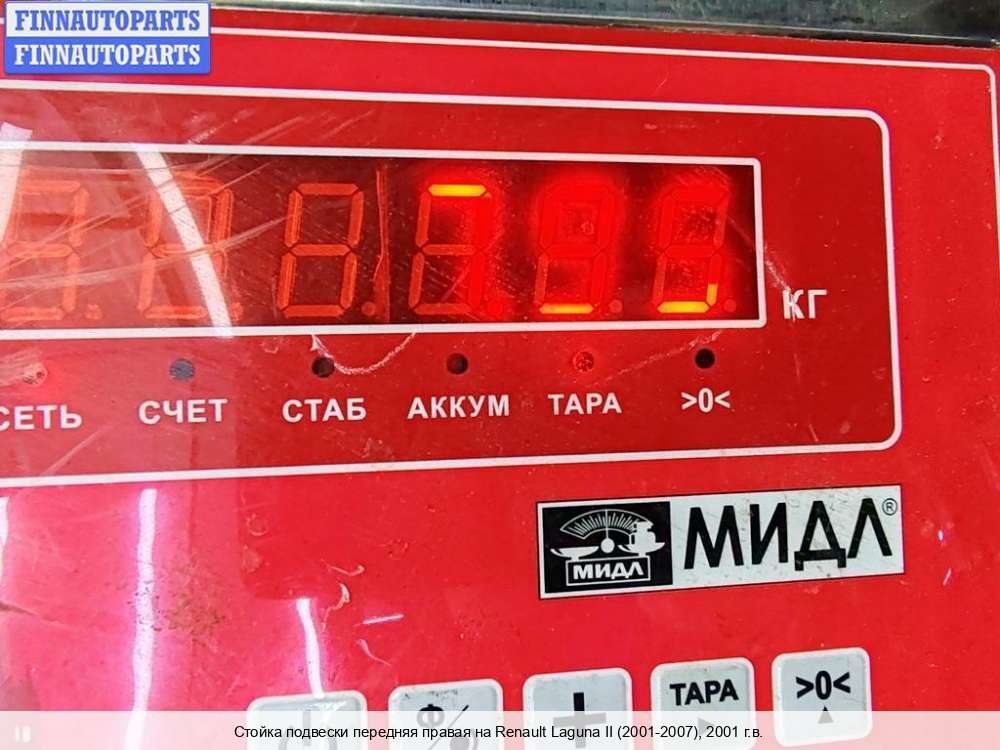 FINNAUTOPARTS
FINNAUTOPARTS
КГ
СЕТЬ СЧЕТ СТАБ АККУМ ТАРА >0<
МИДЛ МИДЛ®
ТАРА >0<
Стойка подвески передняя правая на Renault Laguna II (2001-2007), 2001 г.в.